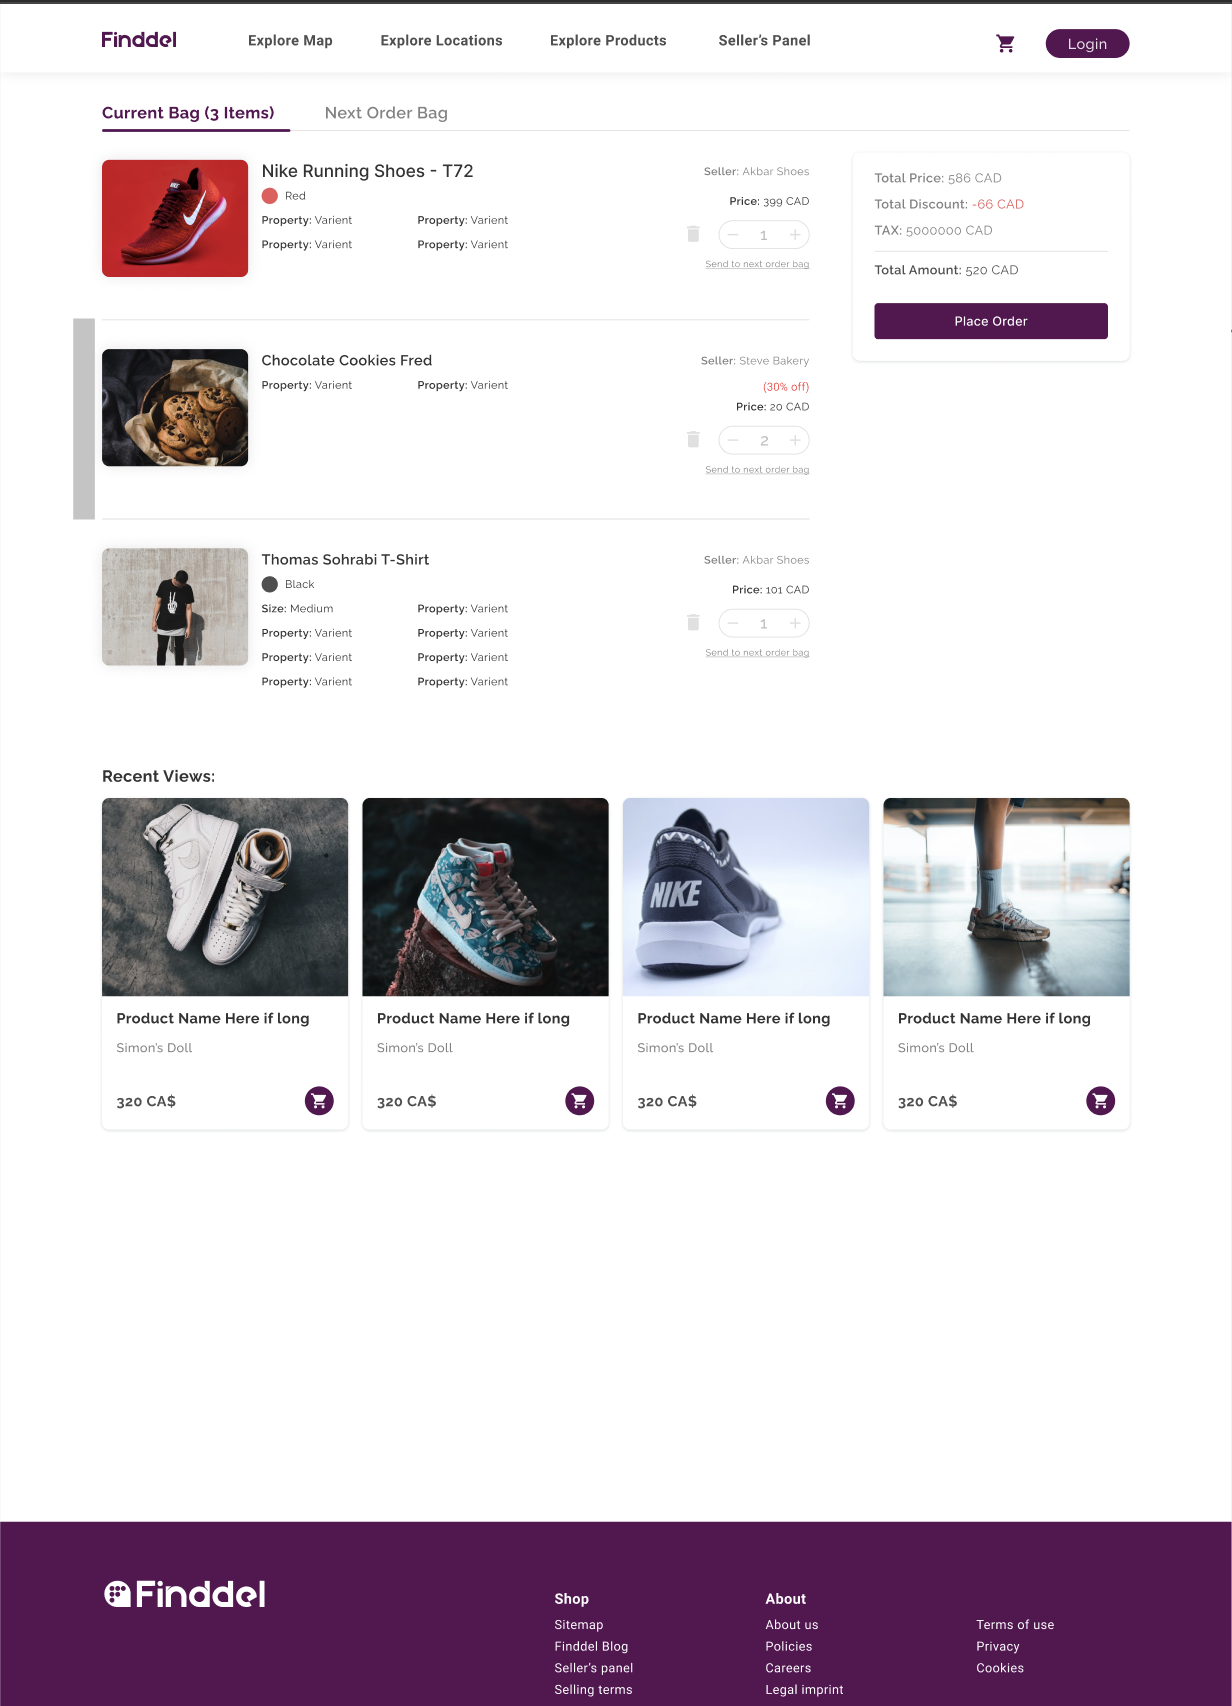 Finddel
Explore Map Explore Locations Explore Products Seller's Panel Login
Current Bag (3 Items) Next Order Bag
Nike Running Shoes - T72
Red
Property: Varient Property: Varient
Property: Varient Property: Varient
Seller: Akbar Shoes
Price: 399 CAD
1
Send to next order bag
Chocolate Cookies Fred
Property: Varient Property: Varient
Seller: Steve Bakery
(30% off)
Price: 20 CAD
2
Send to next order bag
Thomas Sohrabi T-Shirt
Black
Size: Medium Property: Varient
Property: Varient Property: Varient
Property: Varient Property: Varient
Property: Varient Property: Varient
Seller: Akbar Shoes
Price: 101 CAD
1
Send to next order bag
Total Price: 586 CAD
Total Discount: -66 CAD
TAX: 5000000 CAD
Total Amount: 520 CAD
Place Order
Recent Views:
NIKE
Product Name Here if long
Simon's Doll
320 CA$
Product Name Here if long
Simon's Doll
320 CA$
Product Name Here if long
Simon's Doll
320 CA$
Product Name Here if long
Simon's Doll
320 CA$
Finddel
Shop
Sitemap
Finddel Blog
Seller's panel
Selling terms
About
About us
Policies
Careers
Legal imprint
Terms of use
Privacy
Cookies